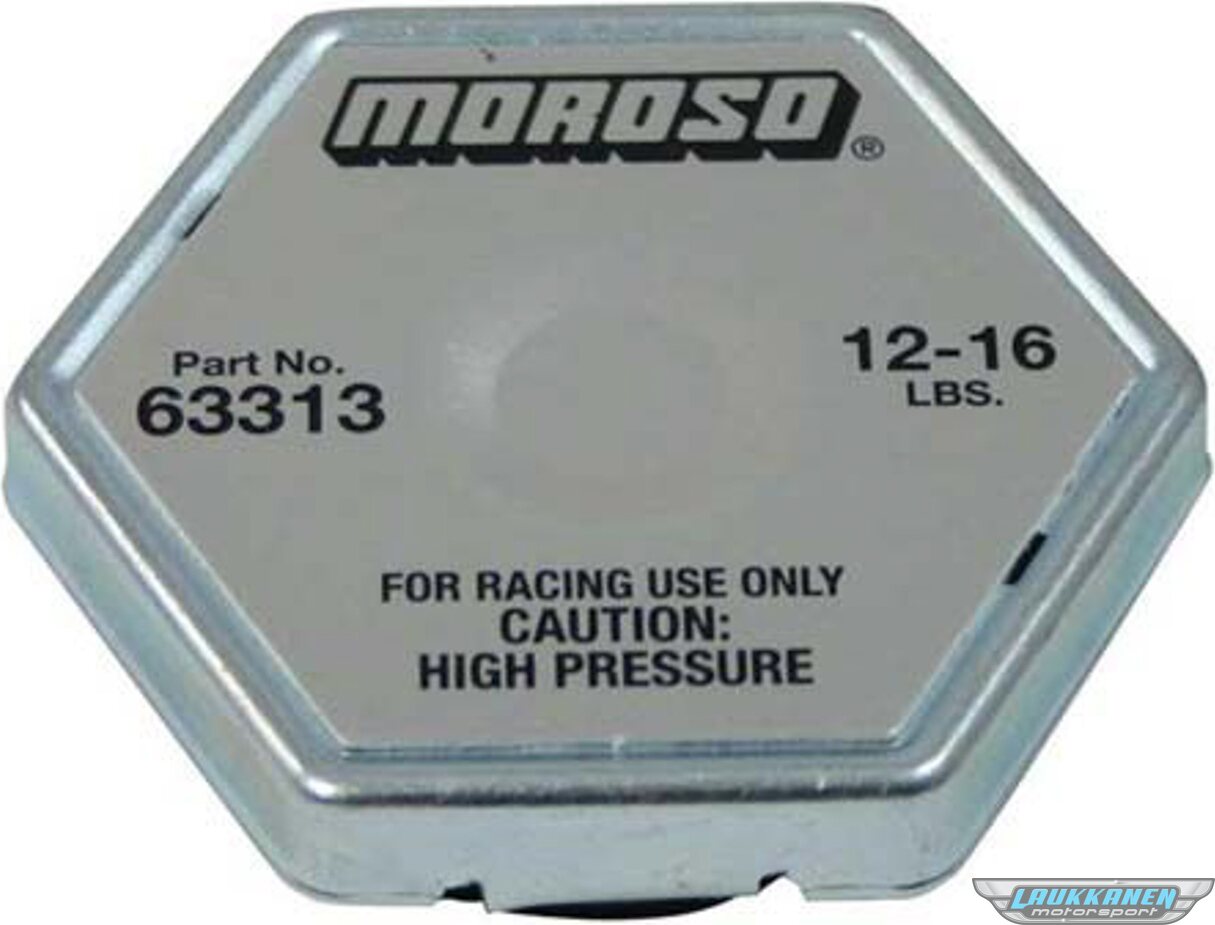 MOROSO®
Part No.
63313
12-16
LBS.
FOR RACING USE ONLY
CAUTION:
HIGH PRESSURE
LAUKKANEN
motorsport